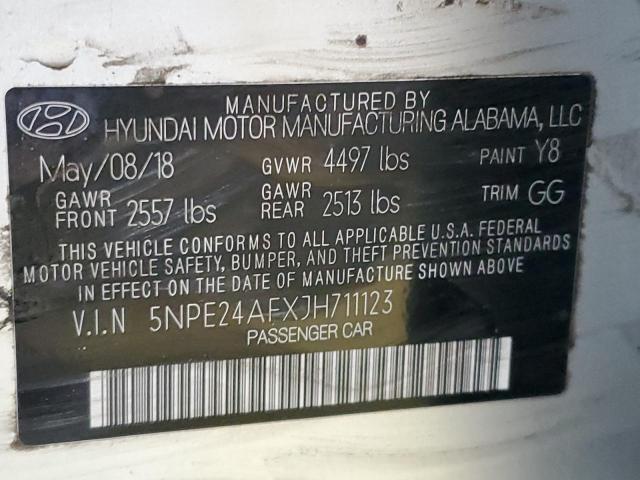 MANUFACTURED BY
HYUNDAI MOTOR MANUFACTURING ALABAMA, LLC
May/08/18 GVWR 4497 lbs PAINT Y8
GAWR FRONT 2557 lbs GAWR REAR 2513 lbs TRIM GG
THIS VEHICLE CONFORMS TO ALL APPLICABLE U.S.A. FEDERAL
MOTOR VEHICLE SAFETY, BUMPER, AND THEFT PREVENTION STANDARDS
IN EFFECT ON THE DATE OF MANUFACTURE SHOWN ABOVE.
V.I.N 5NPE24AFXJH711123
PASSENGER CAR